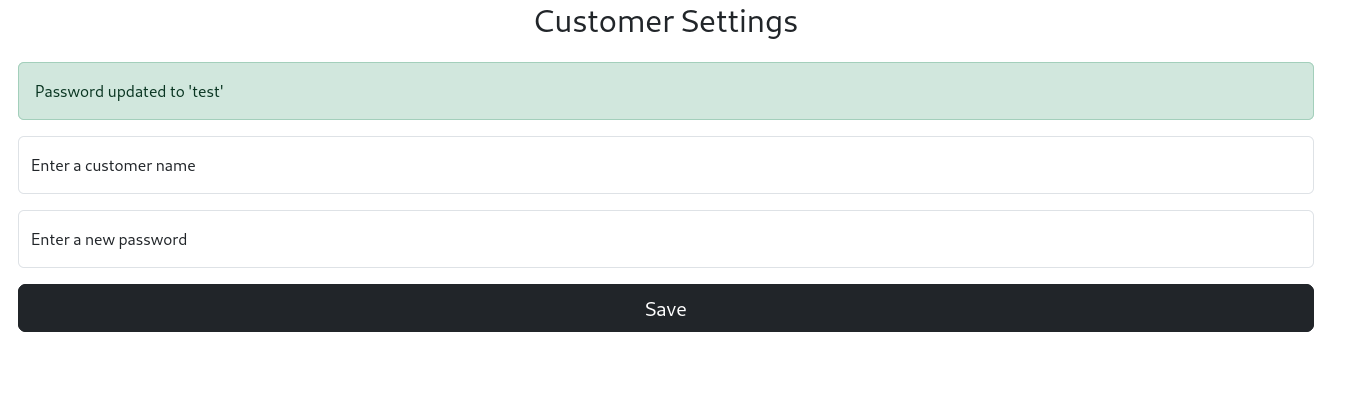 Customer Settings
Password updated to 'test'
Enter a customer name
Enter a new password
Save